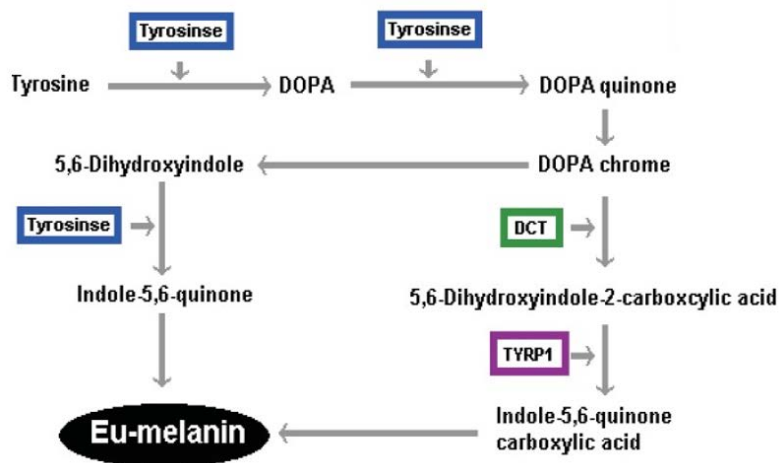 Tyrosinse
Tyrosinse
Tyrosine
DOPA
DOPA quinone
5,6-Dihydroxyindole
DOPA chrome
Tyrosinse
DCT
Indole-5,6-quinone
5,6-Dihydroxyindole-2-carboxcylic acid
TYRP1
Eu-melanin
Indole-5,6-quinone
carboxylic acid